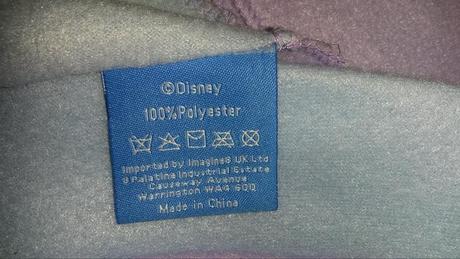 ©Disney
100%Polyester
Imported by Imagine8 UK Ltd
9 Palatine Industrial Estate
Causeway Avenue
Warrington WA4 6QQ
Made in China